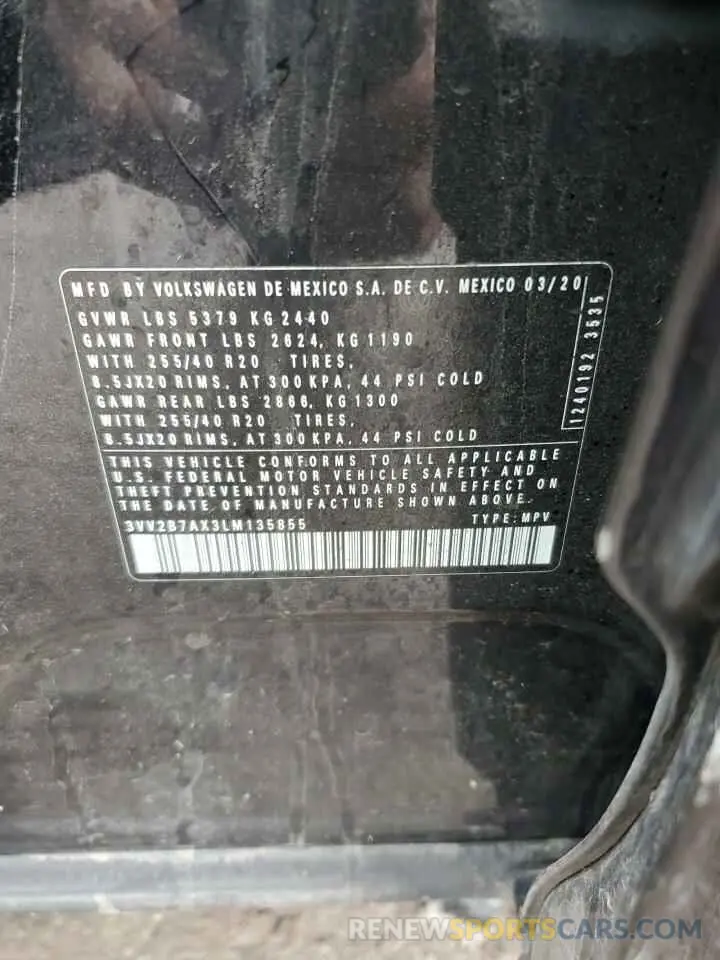 MFD BY VOLKSWAGEN DE MEXICO S.A. DE C.V. MEXICO 03/20
GVWR LBS 5379 KG 2440
GAWR FRONT LBS 2624, KG 1190
WITH 255/40 R20 TIRES,
8.5JX20 RIMS, AT 300 KPA, 44 PSI COLD
GAWR REAR LBS 2866, KG 1300
WITH 255/40 R20 TIRES,
8.5JX20 RIMS, AT 300 KPA, 44 PSI COLD
1240192 3535
THIS VEHICLE CONFORMS TO ALL APPLICABLE
U.S. FEDERAL MOTOR VEHICLE SAFETY AND
THEFT PREVENTION STANDARDS IN EFFECT ON
THE DATE OF MANUFACTURE SHOWN ABOVE.
3VV2B7AX3LM135855 TYPE: MPV
RENEWSPORTSCARS.COM